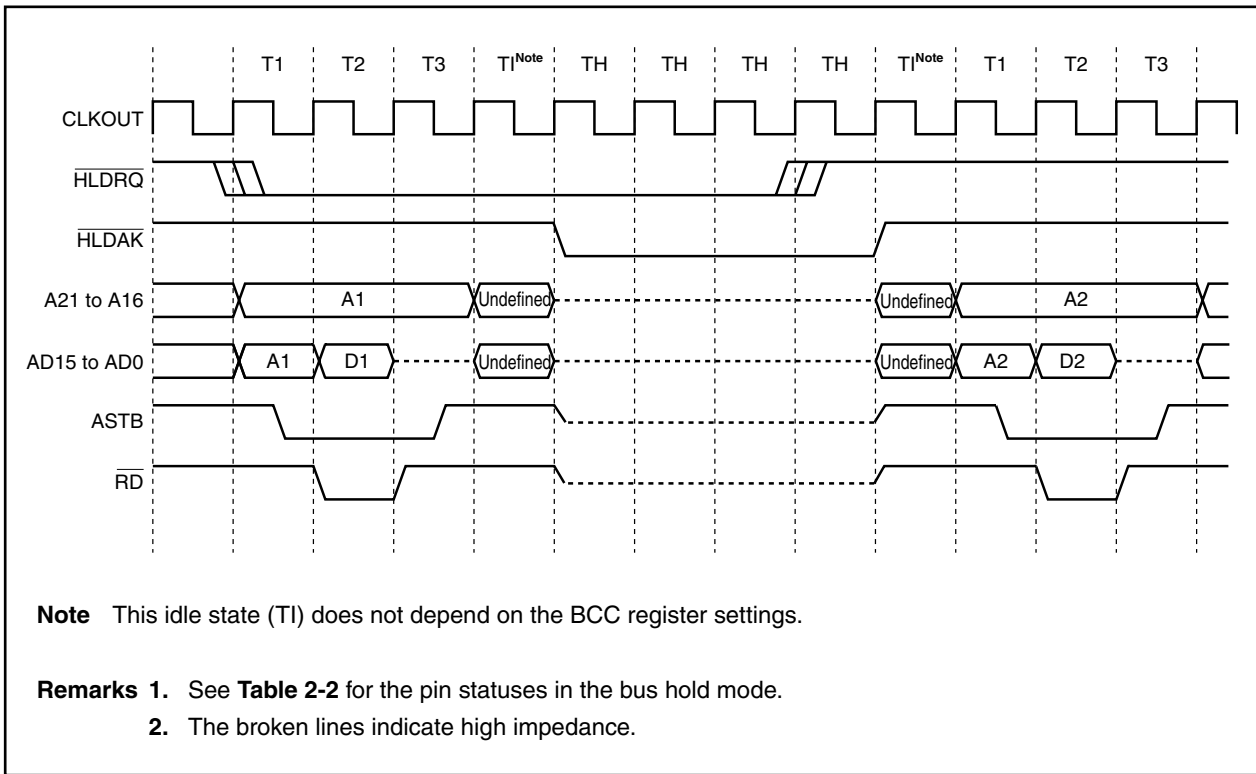 T1 T2 T3 TI^Note TH TH TH TH TI^Note T1 T2 T3
CLKOUT
HLDRQ
HLDAK
A21 to A16 A1 Undefined Undefined A2
AD15 to AD0 A1 D1 Undefined Undefined A2 D2
ASTB
RD
Note This idle state (TI) does not depend on the BCC register settings.
Remarks 1. See Table 2-2 for the pin statuses in the bus hold mode.
2. The broken lines indicate high impedance.